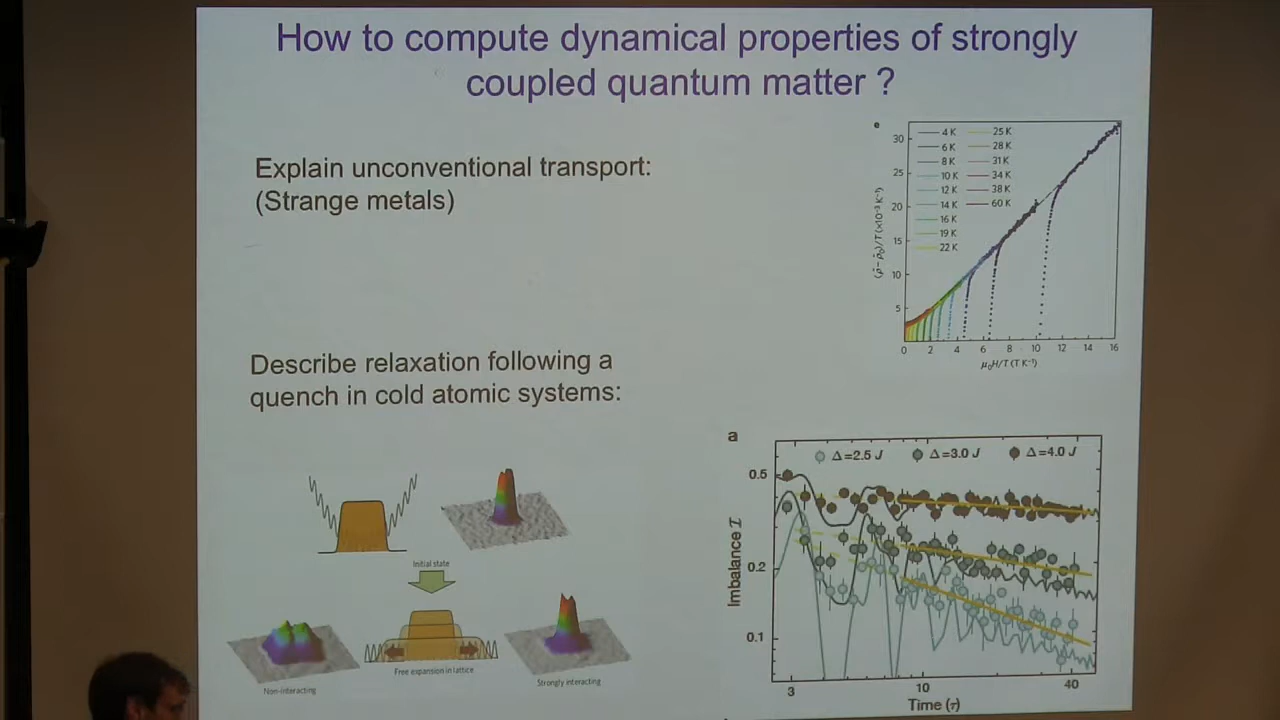 How to compute dynamical properties of strongly
coupled quantum matter ?
Explain unconventional transport:
(Strange metals)
e
30
25
20
15
10
5
4 K
6 K
8 K
10 K
12 K
14 K
16 K
19 K
22 K
25 K
28 K
31 K
34 K
38 K
60 K
0 2 4 6 8 10 12 14 16
μ₀H/T (T K⁻¹)
Describe relaxation following a
quench in cold atomic systems:
Initial state
Free expansion in lattice
Non-interacting
Strongly interacting
a
Δ=2.5 J
Δ=3.0 J
Δ=4.0 J
Imbalance I
0.5
0.2
0.1
3 10 40
Time (τ)